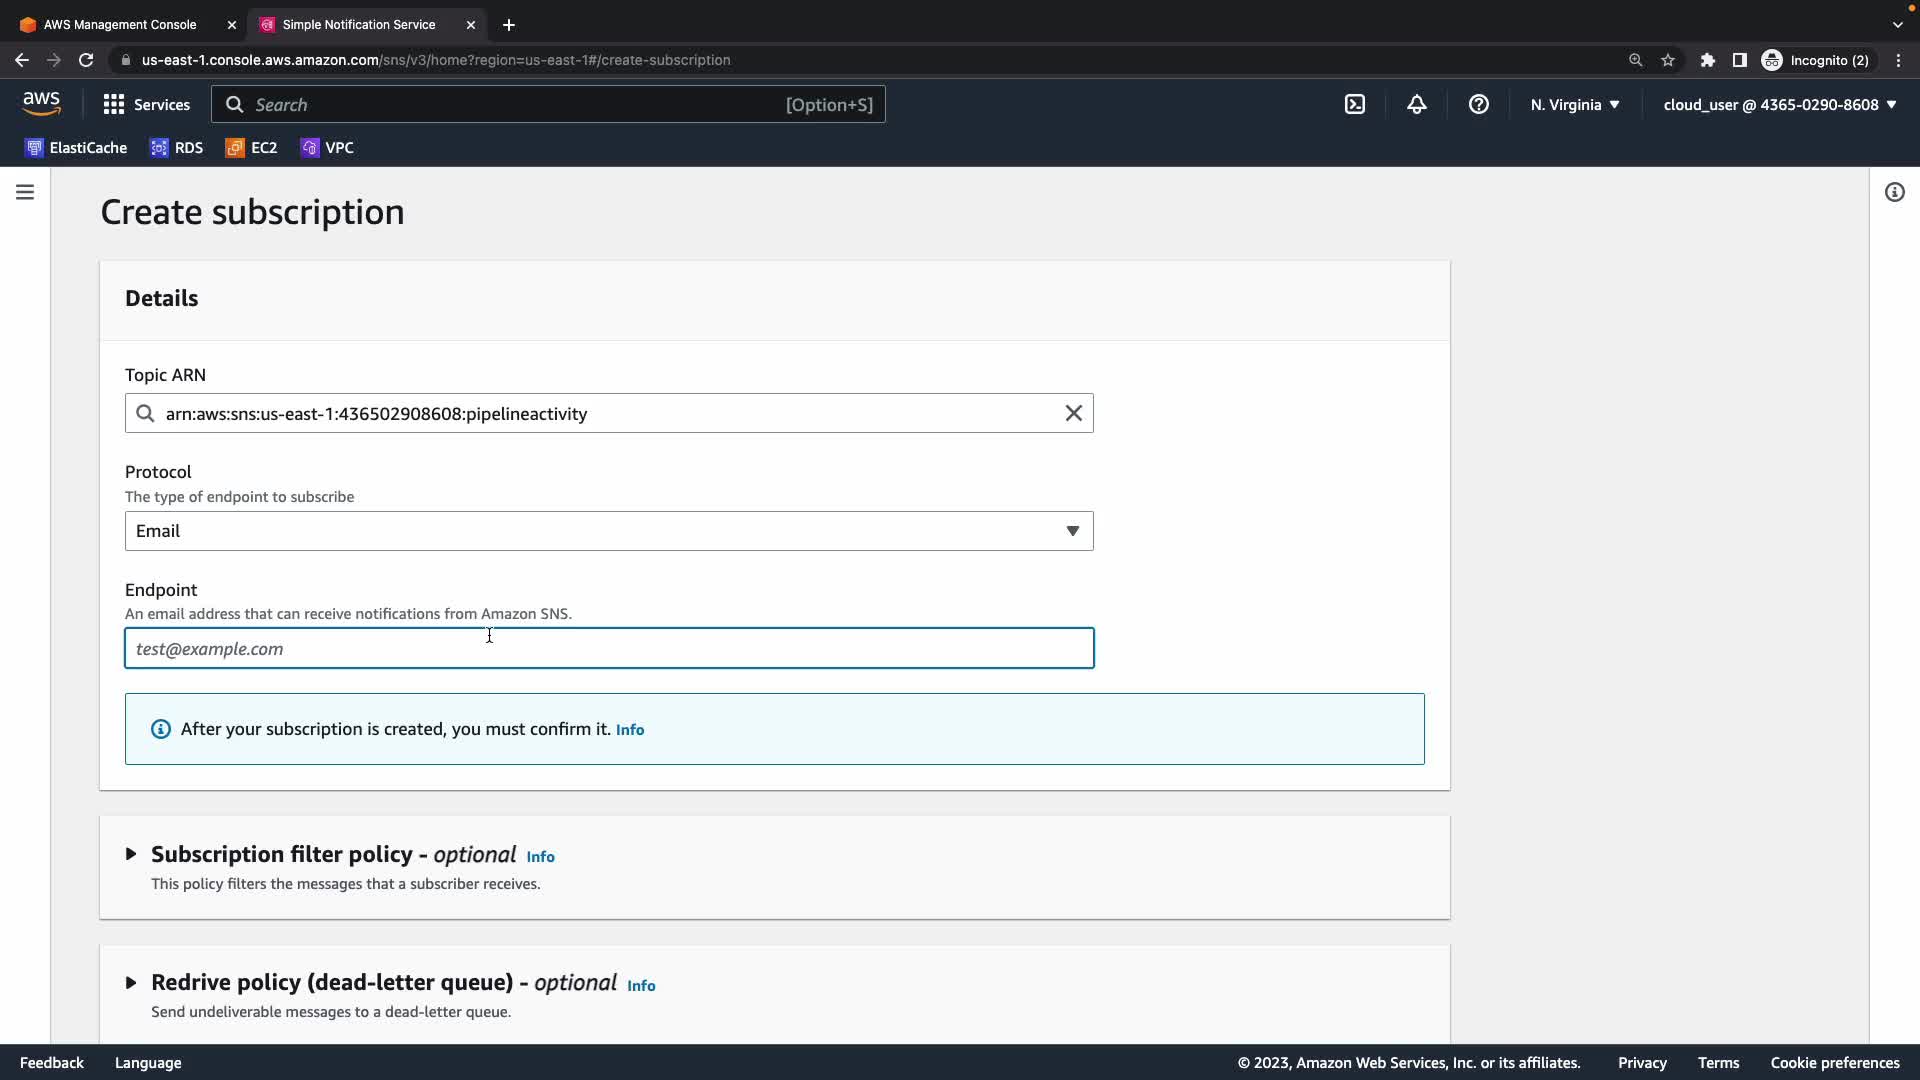 AWS Management Console
Simple Notification Service
us-east-1.console.aws.amazon.com/sns/v3/home?region=us-east-1#/create-subscription
Incognito (2)
aws
Services
Search
[Option+S]
N. Virginia
cloud_user @ 4365-0290-8608
ElastiCache
RDS
EC2
VPC
Create subscription
Details
Topic ARN
arn:aws:sns:us-east-1:436502908608:pipelineactivity
Protocol
The type of endpoint to subscribe
Email
Endpoint
An email address that can receive notifications from Amazon SNS.
test@example.com
After your subscription is created, you must confirm it. Info
Subscription filter policy - optional Info
This policy filters the messages that a subscriber receives.
Redrive policy (dead-letter queue) - optional Info
Send undeliverable messages to a dead-letter queue.
Feedback
Language
© 2023, Amazon Web Services, Inc. or its affiliates.
Privacy
Terms
Cookie preferences